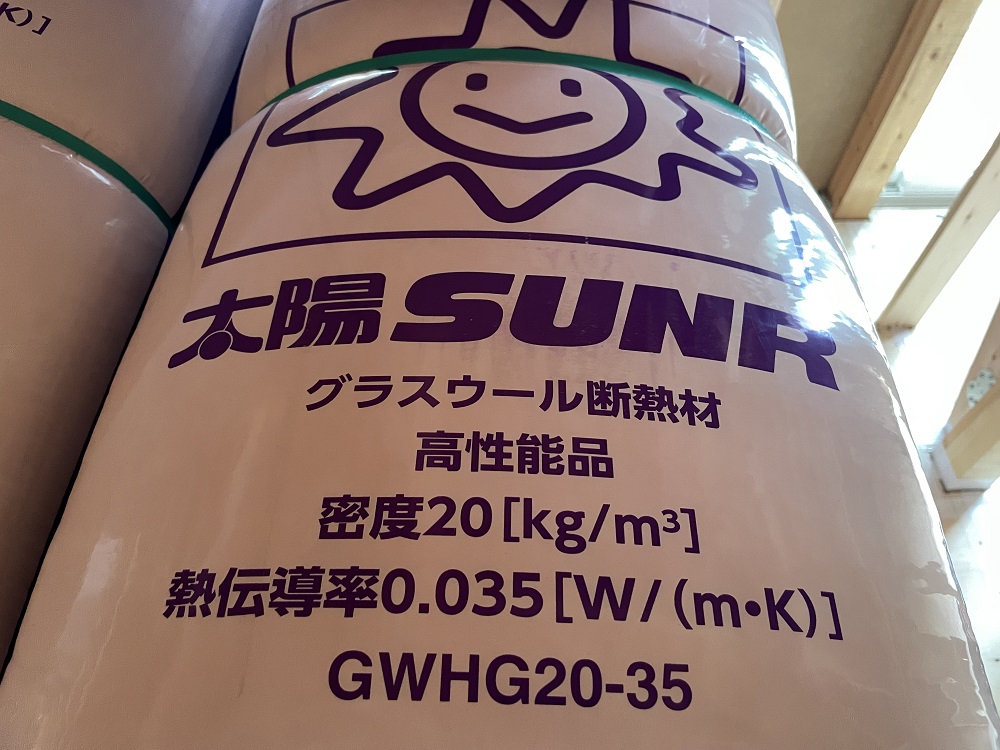 K)]
太陽SUNR
グラスウール断熱材
高性能品
密度20[kg/m³]
熱伝導率0.035[W/(m・K)]
GWHG20-35